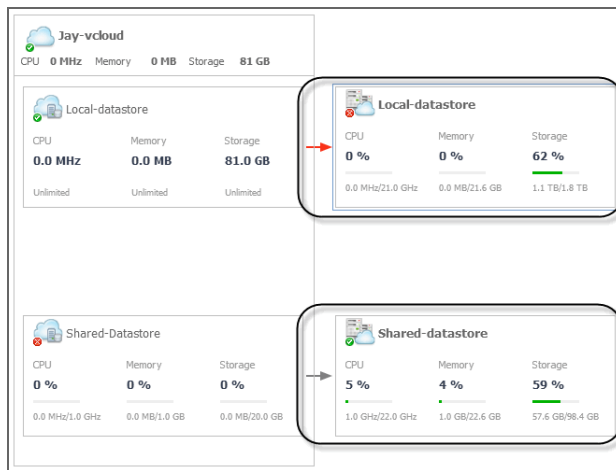 Jay-vcloud
CPU 0 MHz Memory 0 MB Storage 81 GB
Local-datastore
CPU Memory Storage
0.0 MHz 0.0 MB 81.0 GB
Unlimited Unlimited Unlimited
Local-datastore
CPU Memory Storage
0 % 0 % 62 %
0.0 MHz/21.0 GHz 0.0 MB/21.6 GB 1.1 TB/1.8 TB
Shared-Datastore
CPU Memory Storage
0 % 0 % 0 %
0.0 MHz/1.0 GHz 0.0 MB/1.0 GB 0.0 MB/20.0 GB
Shared-datastore
CPU Memory Storage
5 % 4 % 59 %
1.0 GHz/22.0 GHz 1.0 GB/22.6 GB 57.6 GB/98.4 GB